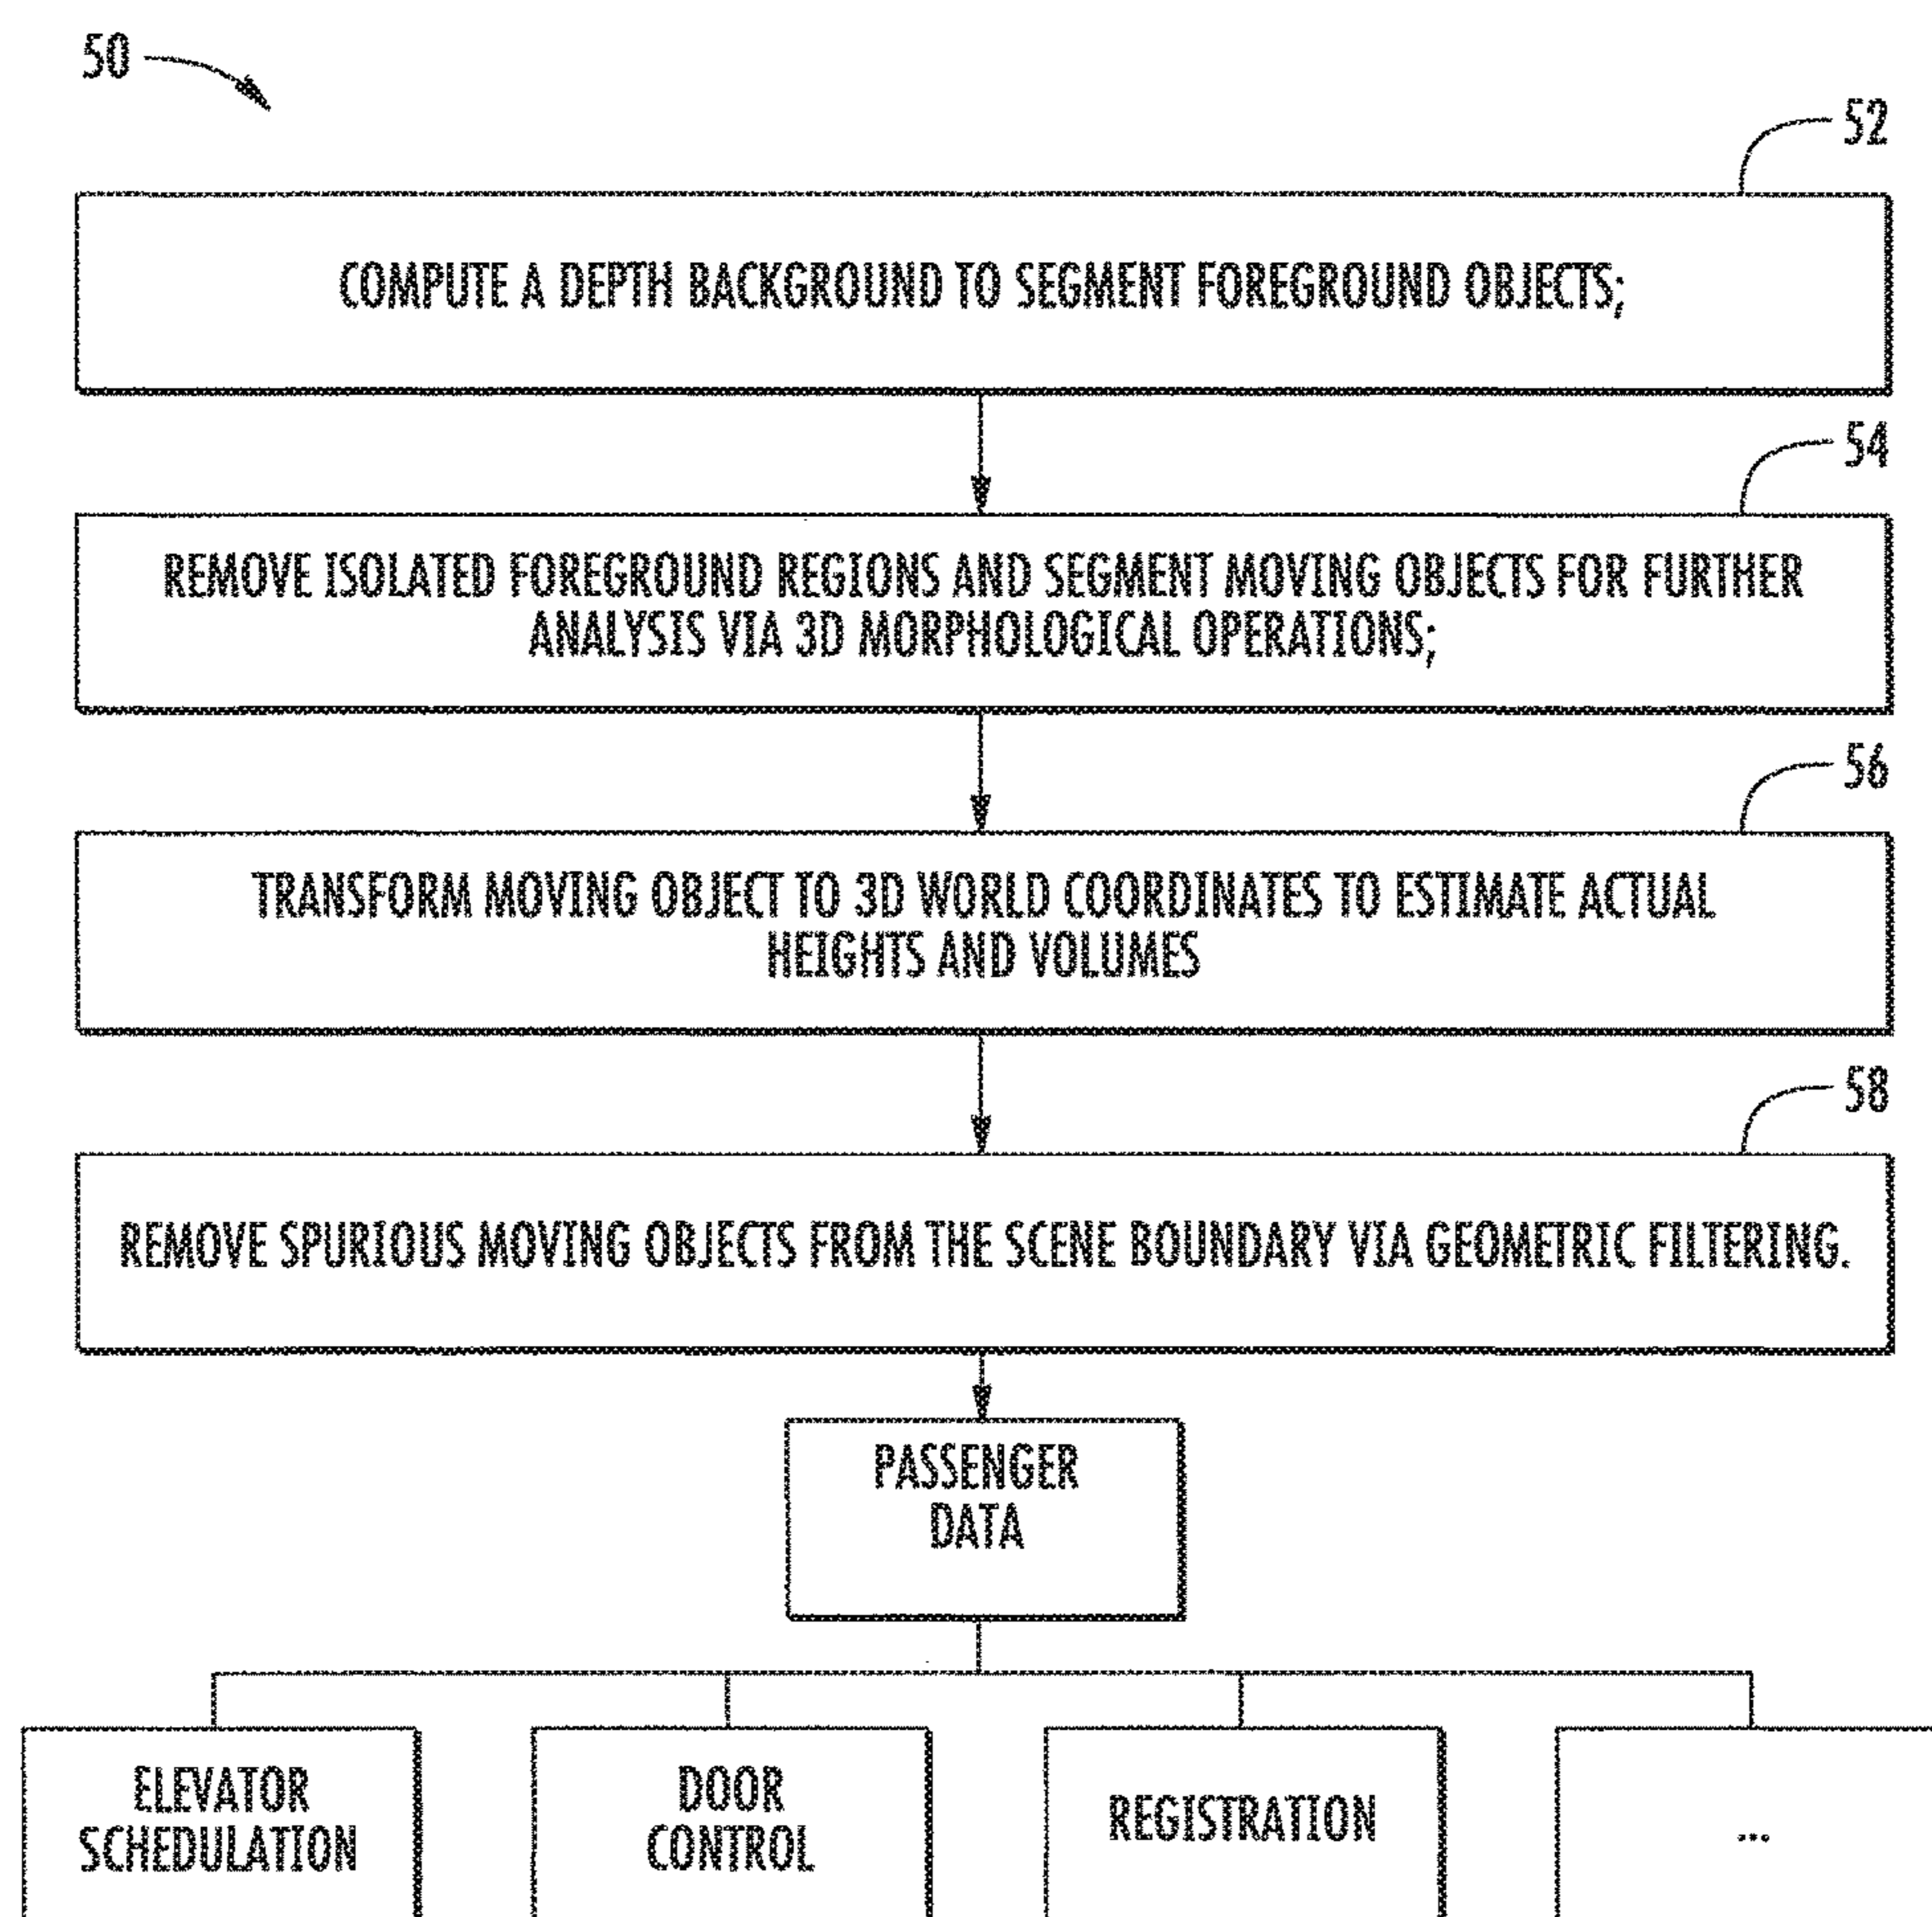 50
52
COMPUTE A DEPTH BACKGROUND TO SEGMENT FOREGROUND OBJECTS;
54
REMOVE ISOLATED FOREGROUND REGIONS AND SEGMENT MOVING OBJECTS FOR FURTHER
ANALYSIS VIA 3D MORPHOLOGICAL OPERATIONS;
56
TRANSFORM MOVING OBJECT TO 3D WORLD COORDINATES TO ESTIMATE ACTUAL
HEIGHTS AND VOLUMES
58
REMOVE SPURIOUS MOVING OBJECTS FROM THE SCENE BOUNDARY VIA GEOMETRIC FILTERING.
PASSENGER
DATA
ELEVATOR
SCHEDULATION
DOOR
CONTROL
REGISTRATION
...